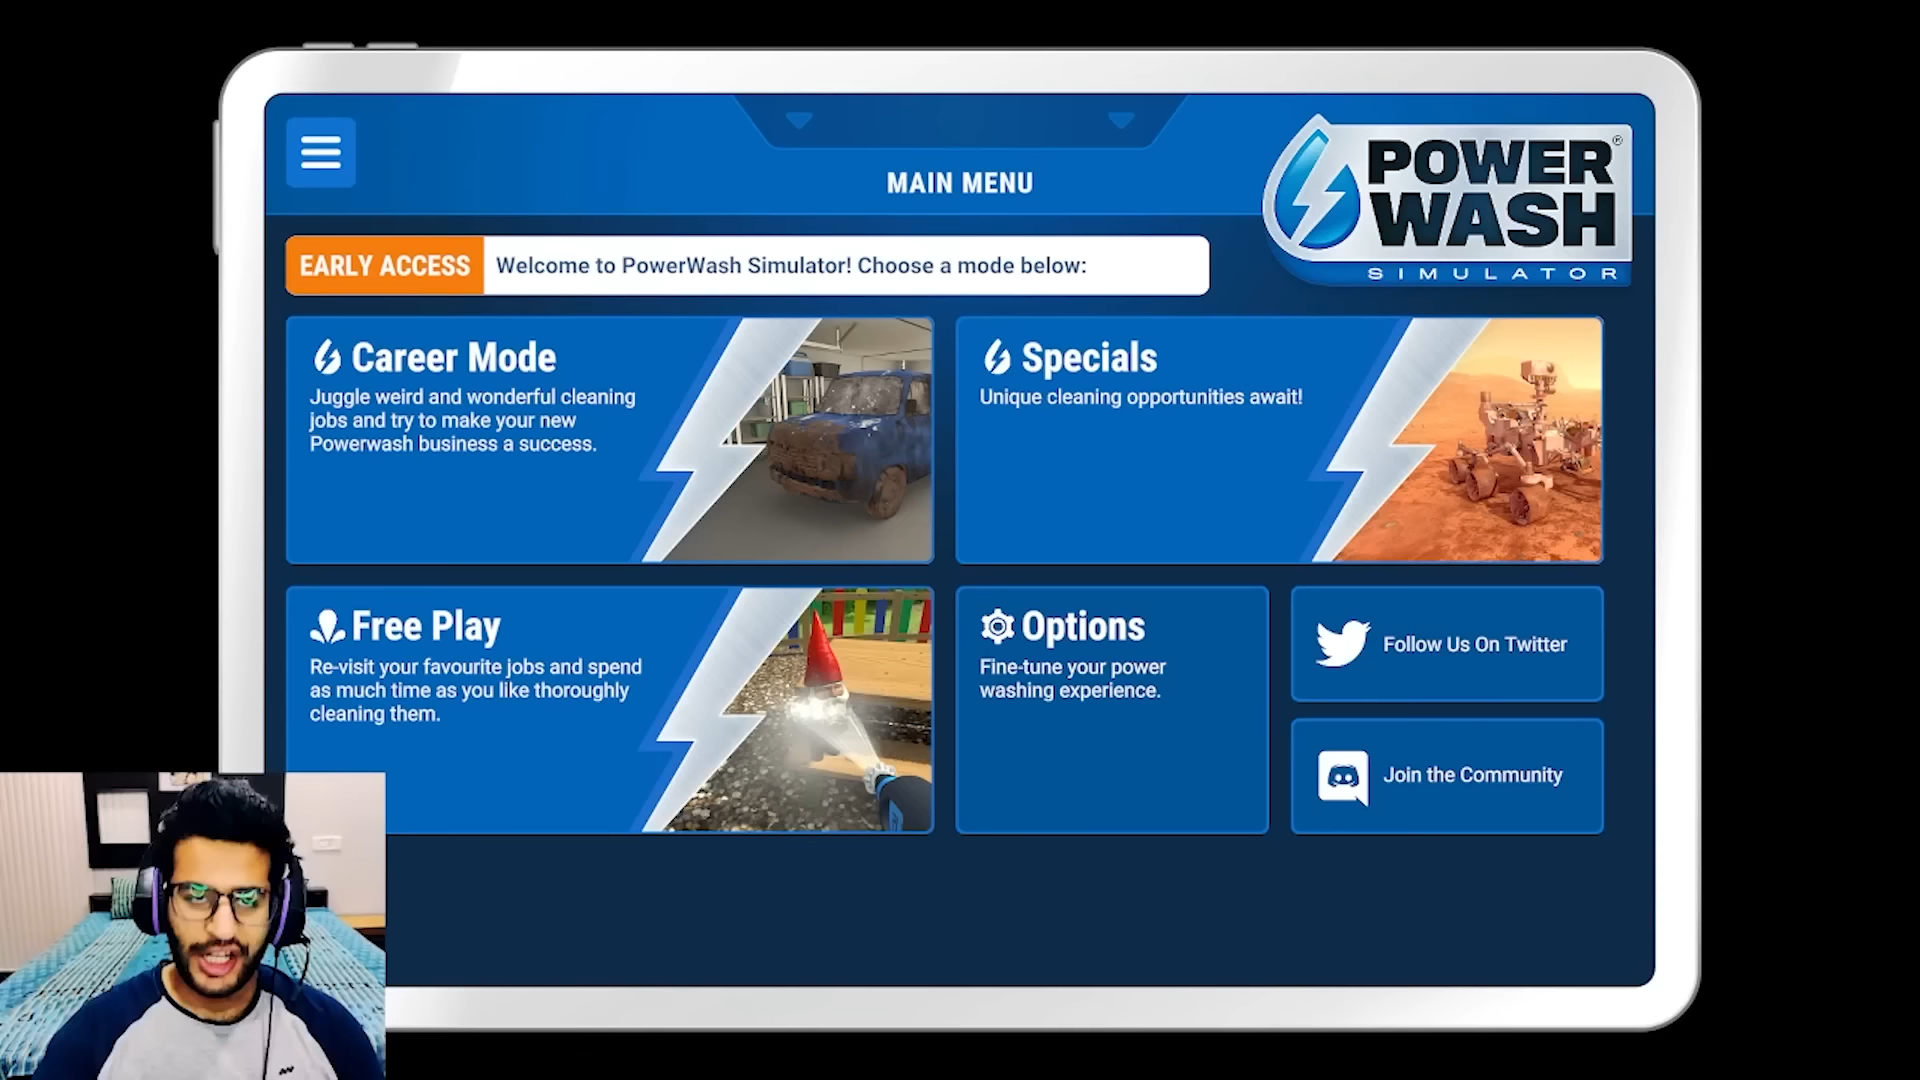 MAIN MENU
POWER
WASH
SIMULATOR
®
EARLY ACCESS
Welcome to PowerWash Simulator! Choose a mode below:
Career Mode
Juggle weird and wonderful cleaning
jobs and try to make your new
Powerwash business a success.
Specials
Unique cleaning opportunities await!
Free Play
Re-visit your favourite jobs and spend
as much time as you like thoroughly
cleaning them.
Options
Fine-tune your power
washing experience.
Follow Us On Twitter
Join the Community